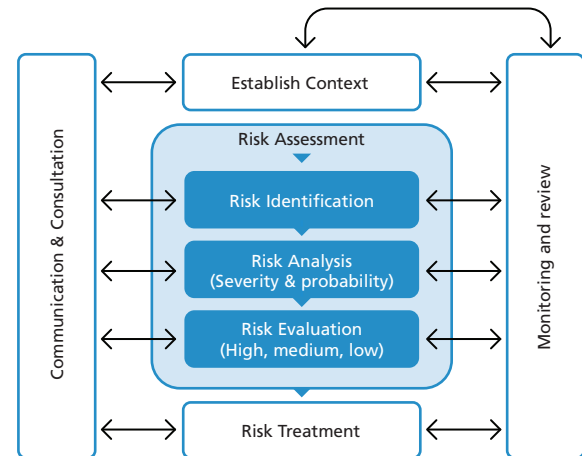 Establish Context
Communication & Consultation
Monitoring and review
Risk Assessment
Risk Identification
Risk Analysis
(Severity & probability)
Risk Evaluation
(High, medium, low)
Risk Treatment